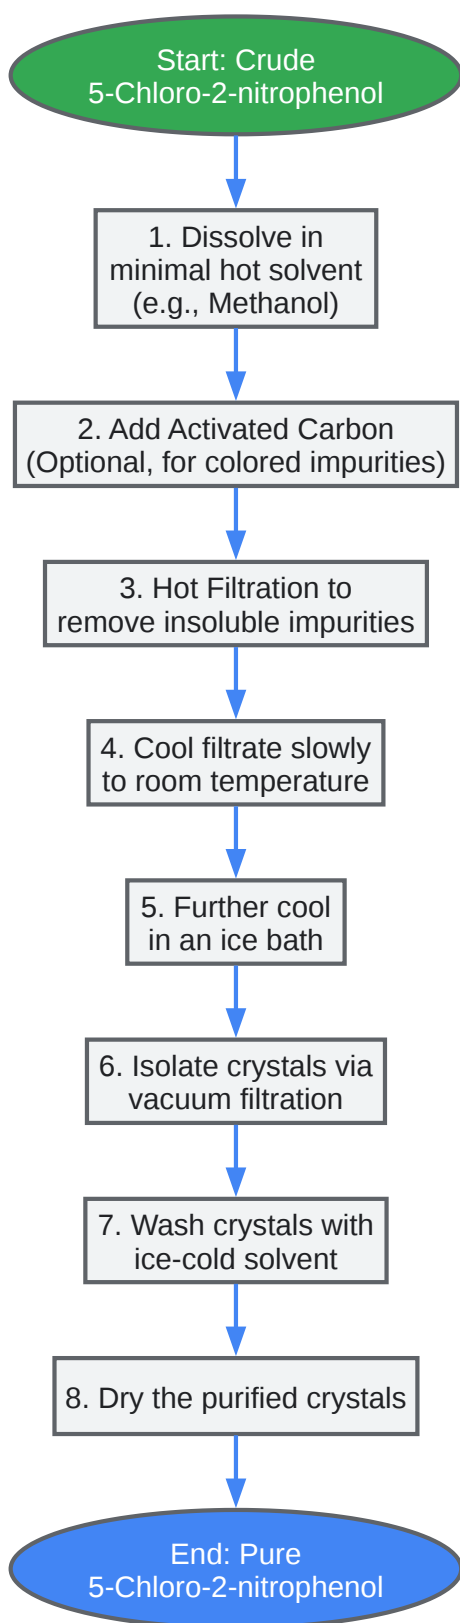 Start: Crude
5-Chloro-2-nitrophenol
1. Dissolve in
minimal hot solvent
(e.g., Methanol)
2. Add Activated Carbon
(Optional, for colored impurities)
3. Hot Filtration to
remove insoluble impurities
4. Cool filtrate slowly
to room temperature
5. Further cool
in an ice bath
6. Isolate crystals via
vacuum filtration
7. Wash crystals with
ice-cold solvent
8. Dry the purified crystals
End: Pure
5-Chloro-2-nitrophenol